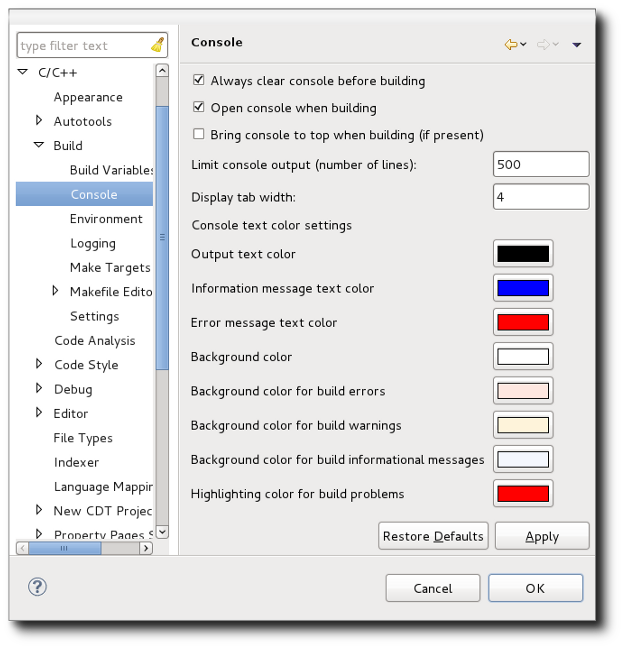 type filter text
C/C++
Appearance
Autotools
Build
Build Variables
Console
Environment
Logging
Make Targets
Makefile Edito
Settings
Code Analysis
Code Style
Debug
Editor
File Types
Indexer
Language Mappin
New CDT Projec
Property Pages S
Console
Always clear console before building
Open console when building
Bring console to top when building (if present)
Limit console output (number of lines): 500
Display tab width: 4
Console text color settings
Output text color
Information message text color
Error message text color
Background color
Background color for build errors
Background color for build warnings
Background color for build informational messages
Highlighting color for build problems
Restore Defaults Apply
? Cancel OK